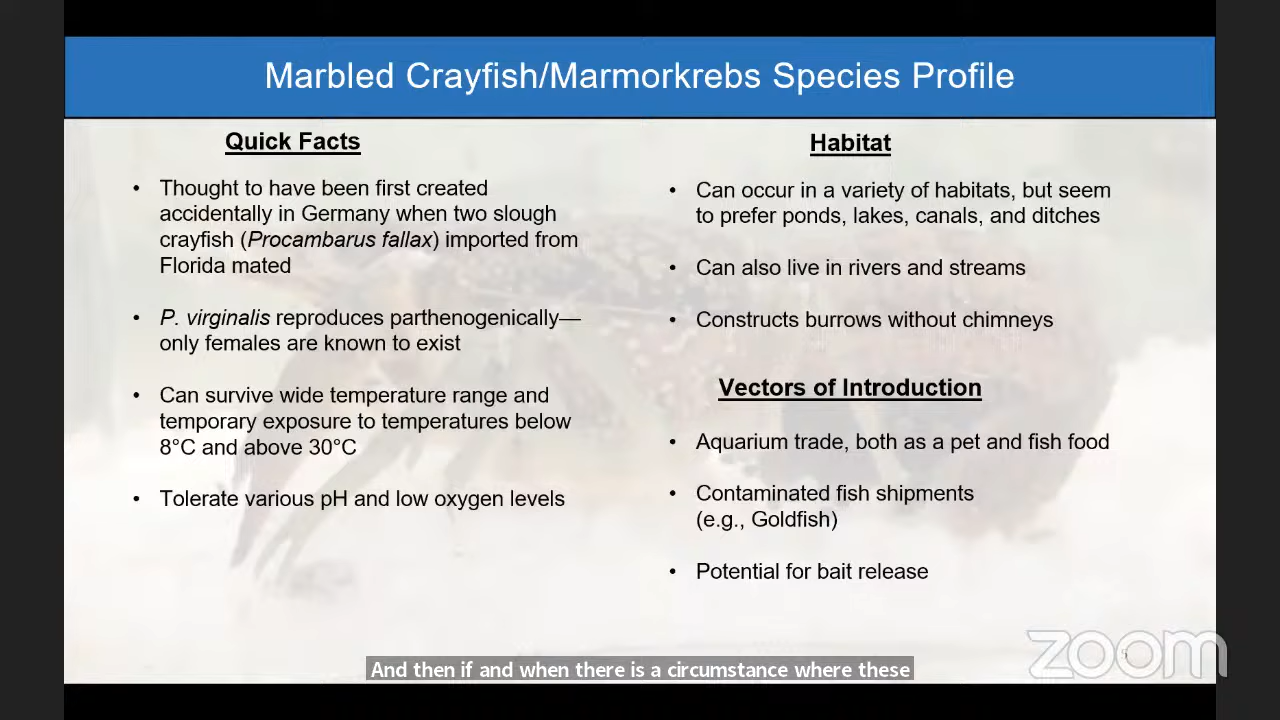 Marbled Crayfish/Marmorkrebs Species Profile
Quick Facts
• Thought to have been first created
accidentally in Germany when two slough
crayfish (Procambarus fallax) imported from
Florida mated
• P. virginalis reproduces parthenogenically—
only females are known to exist
• Can survive wide temperature range and
temporary exposure to temperatures below
8°C and above 30°C
• Tolerate various pH and low oxygen levels
Habitat
• Can occur in a variety of habitats, but seem
to prefer ponds, lakes, canals, and ditches
• Can also live in rivers and streams
• Constructs burrows without chimneys
Vectors of Introduction
• Aquarium trade, both as a pet and fish food
• Contaminated fish shipments
(e.g., Goldfish)
• Potential for bait release
zoom
5
And then if and when there is a circumstance where these